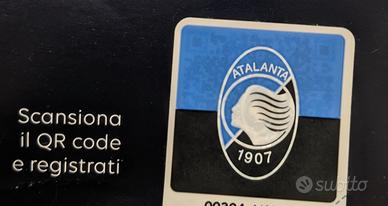 Scansiona
il QR code
e registrati
ATALANTA
1907
subito